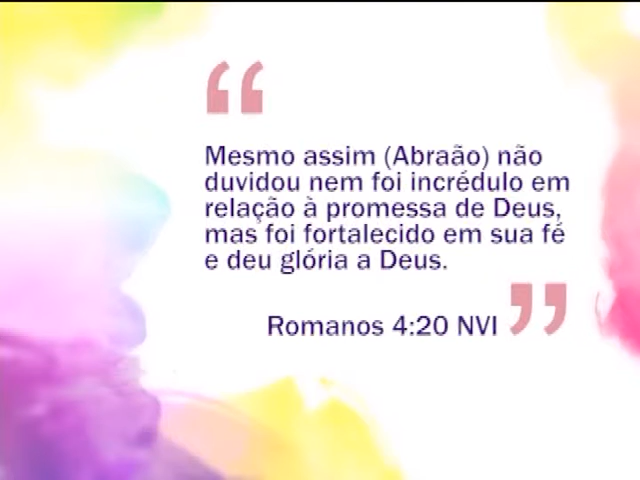 “
Mesmo assim (Abraão) não
duvidou nem foi incrédulo em
relação à promessa de Deus,
mas foi fortalecido em sua fé
e deu glória a Deus.
”
Romanos 4:20 NVI